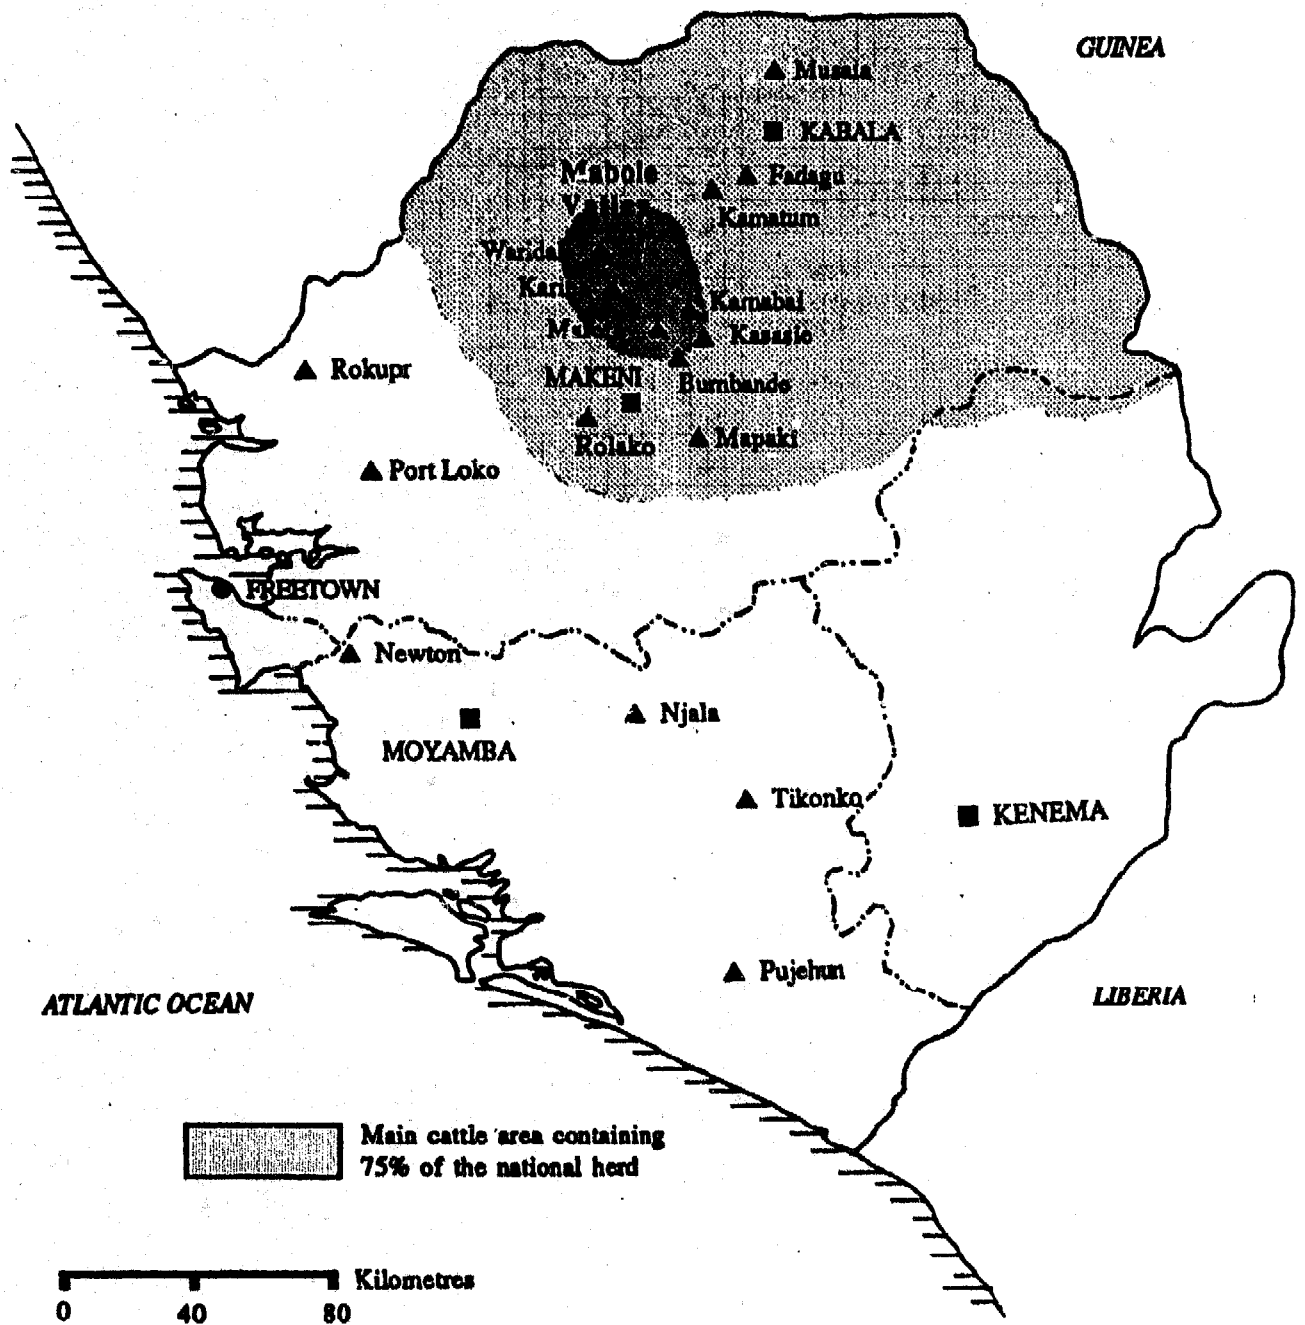 GUINEA
Musaia
KABALA
Mabole
Valley
Fadagu
Kamatum
Kamabai
Kasasie
MAKENI
Bumbande
Rolako
Mapaki
Rokupr
Port Loko
FREETOWN
Newton
Njala
MOYAMBA
Tikonko
KENEMA
Pujehun
ATLANTIC OCEAN
LIBERIA
Main cattle area containing
75% of the national herd
Kilometres
0 40 80